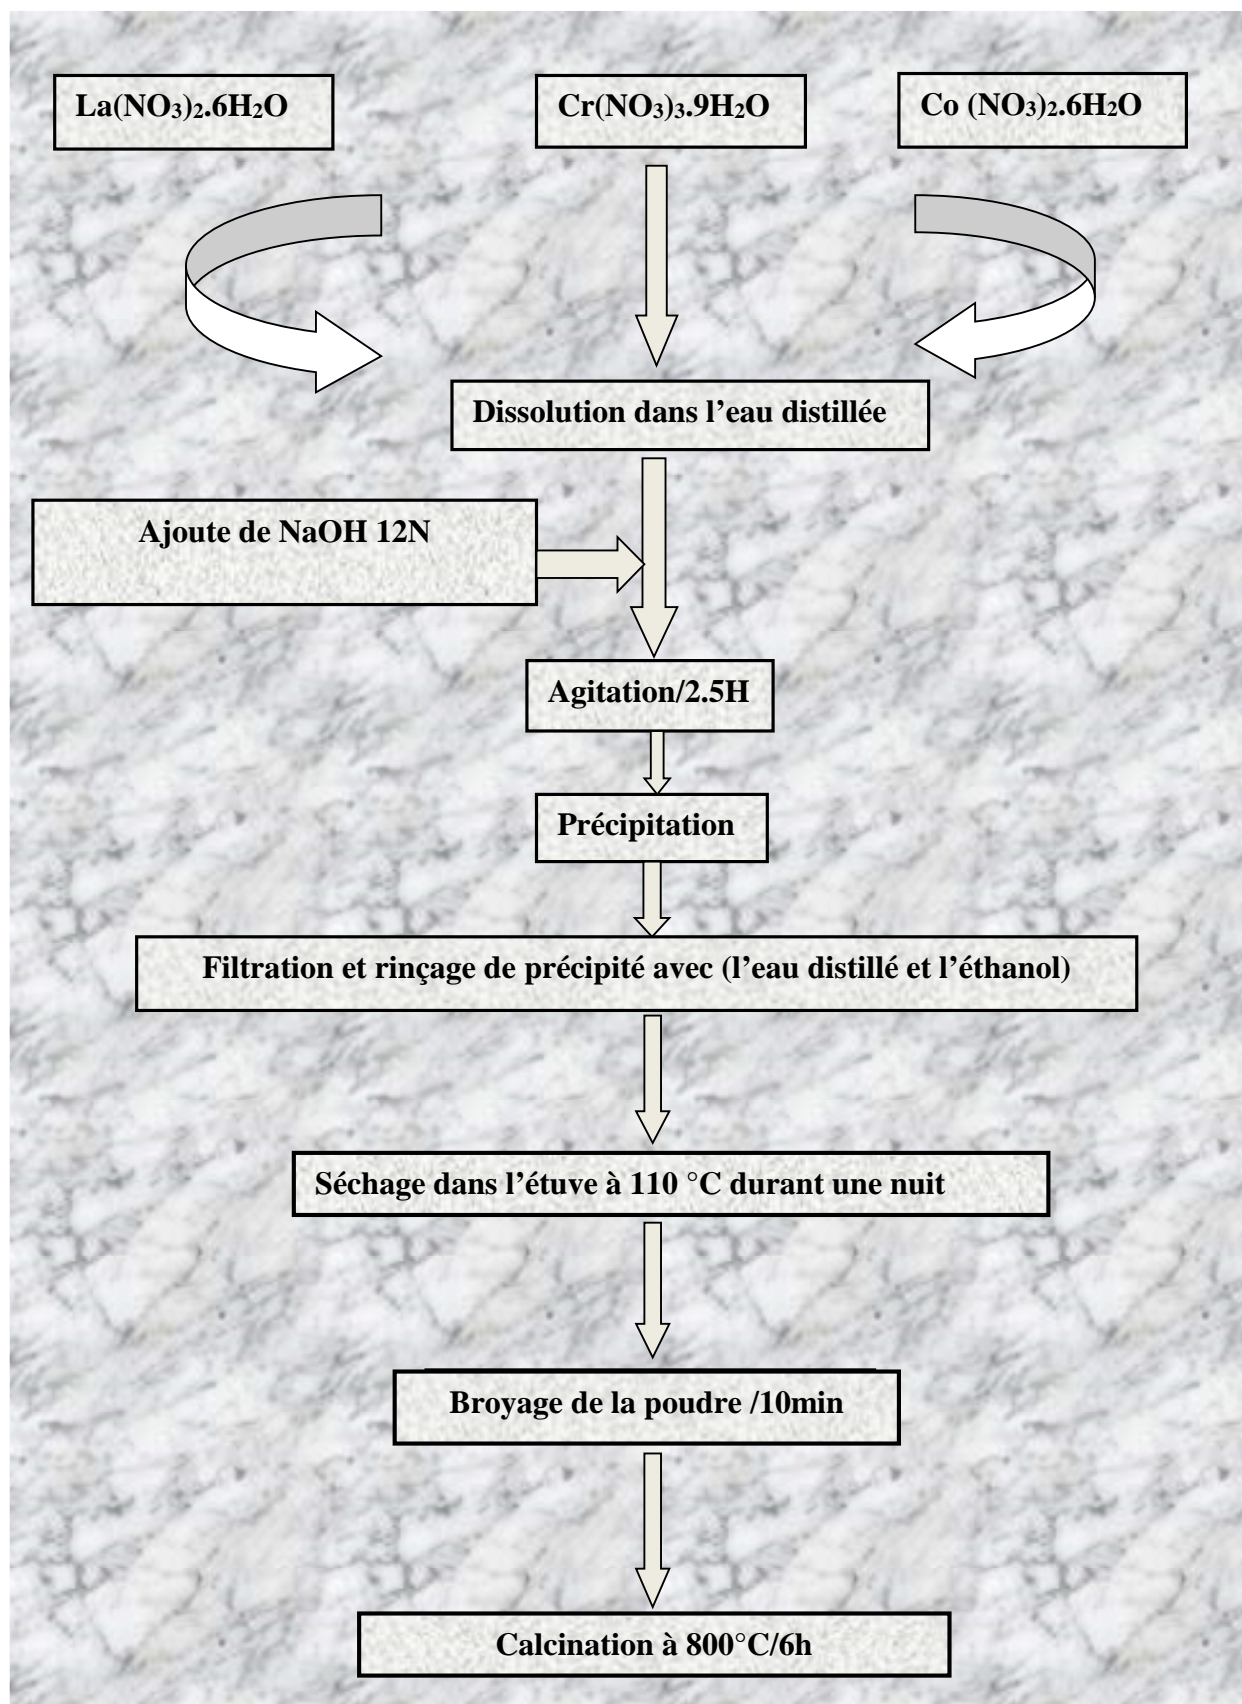 La(NO₃)₂.6H₂O
Cr(NO₃)₃.9H₂O
Co (NO₃)₂.6H₂O
Dissolution dans l’eau distillée
Ajoute de NaOH 12N
Agitation/2.5H
Précipitation
Filtration et rinçage de précipité avec (l’eau distillé et l’éthanol)
Séchage dans l’étuve à 110 °C durant une nuit
Broyage de la poudre /10min
Calcination à 800°C/6h